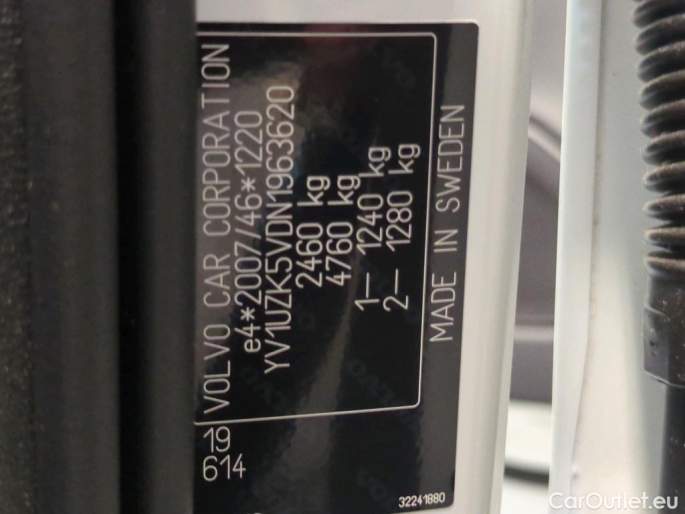 VOLVO CAR CORPORATION
e4*2007/46*1220
YV1UZK5VDN1963620
2460 kg
4760 kg
1– 1240 kg
2– 1280 kg
MADE IN SWEDEN
19
614
32241880
CarOutlet.eu